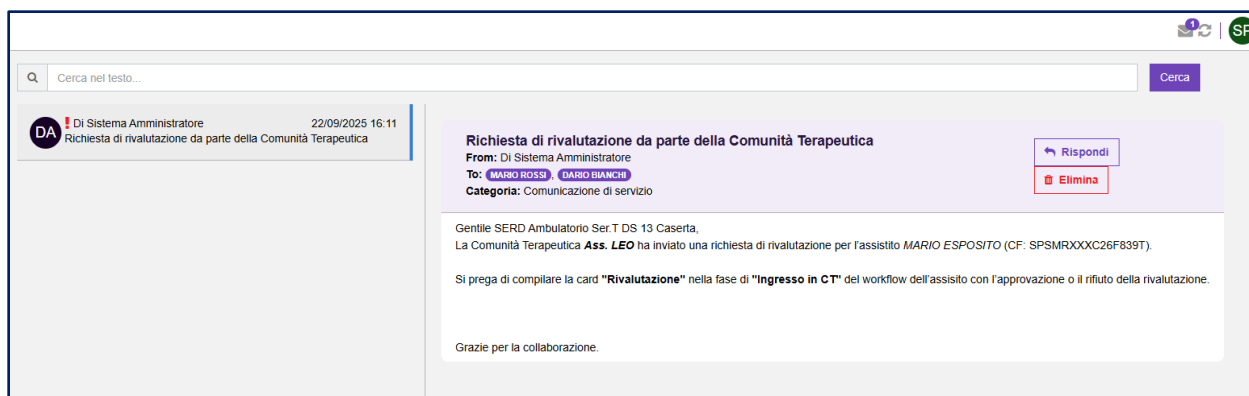 1
SP
Cerca nel testo...
Cerca
DA
! Di Sistema Amministratore 22/09/2025 16:11
Richiesta di rivalutazione da parte della Comunità Terapeutica
Richiesta di rivalutazione da parte della Comunità Terapeutica
From: Di Sistema Amministratore
To: MARIO ROSSI, DARIO BIANCHI
Categoria: Comunicazione di servizio
Rispondi
Elimina
Gentile SERD Ambulatorio Ser.T DS 13 Caserta,
La Comunità Terapeutica Ass. LEO ha inviato una richiesta di rivalutazione per l'assistito MARIO ESPOSITO (CF: SPSMRXXXC26F839T).
Si prega di compilare la card "Rivalutazione" nella fase di "Ingresso in CT" del workflow dell'assisito con l'approvazione o il rifiuto della rivalutazione.
Grazie per la collaborazione.